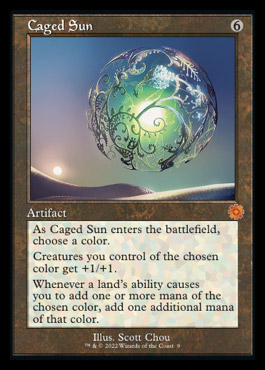 Caged Sun 6
Artifact
As Caged Sun enters the battlefield,
choose a color.
Creatures you control of the chosen
color get +1/+1.
Whenever a land's ability causes
you to add one or more mana of the
chosen color, add one additional mana
of that color.
Illus. Scott Chou
™ & © 2022 Wizards of the Coast 9